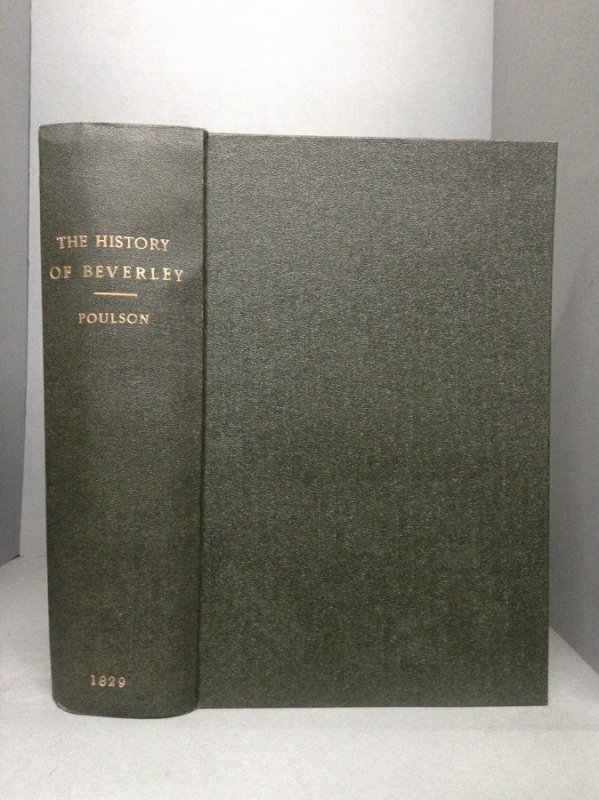 THE HISTORY
OF BEVERLEY
POULSON
1829